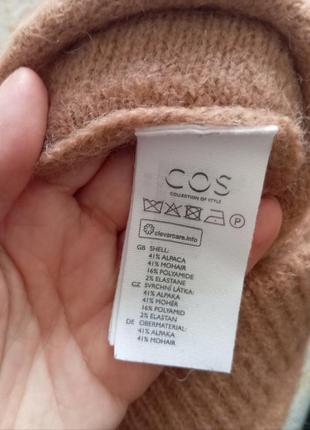 COS
COLLECTION OF STYLE
P
clevercare.info
GB SHELL:
41% ALPACA
41% MOHAIR
16% POLYAMIDE
2% ELASTANE
CZ SVRCHNÍ LÁTKA:
41% ALPAKA
41% MOHÉR
16% POLYAMID
2% ELASTAN
DE OBERMATERIAL:
41% ALPAKA
41% MOHAIR